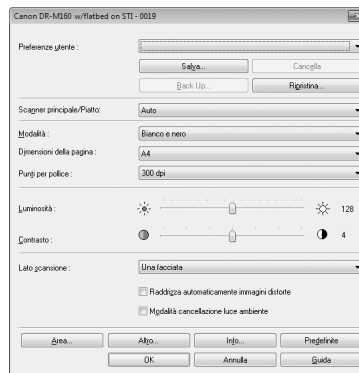 Canon DR-M160 w/flatbed on STI - 0019
Preferenze utente :
Salva... Cancella
Back Up... Ripristina...
Scanner principale/Piatto: Auto
Modalità : Bianco e nero
Dimensioni della pagina : A4
Punti per pollice : 300 dpi
Luminosità : 128
Contrasto : 4
Lato scansione : Una facciata
Raddrizza automaticamente immagini distorte
Modalità cancellazione luce ambiente
Area... Altro... Info... Predefinite
OK Annulla Guida